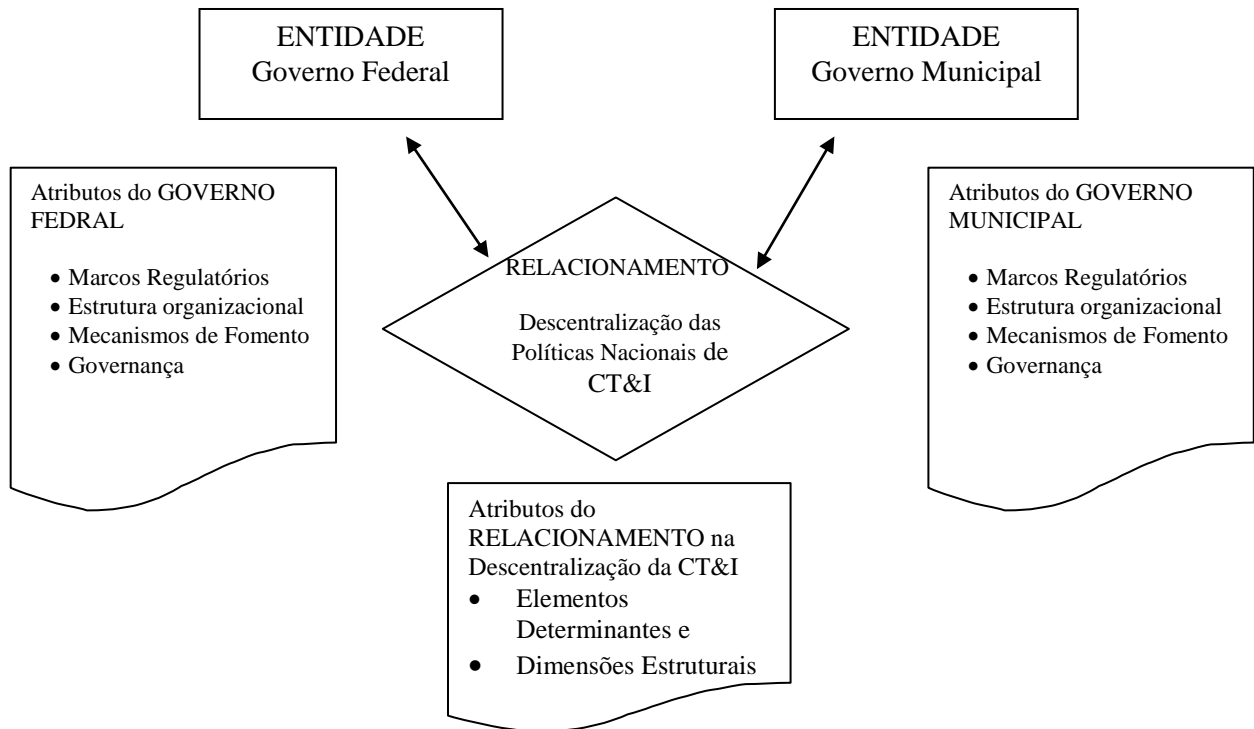 ENTIDADE
Governo Federal
ENTIDADE
Governo Municipal
Atributos do GOVERNO
FEDRAL
• Marcos Regulatórios
• Estrutura organizacional
• Mecanismos de Fomento
• Governança
RELACIONAMENTO
Descentralização das
Políticas Nacionais de
CT&I
Atributos do GOVERNO
MUNICIPAL
• Marcos Regulatórios
• Estrutura organizacional
• Mecanismos de Fomento
• Governança
Atributos do
RELACIONAMENTO na
Descentralização da CT&I
• Elementos
Determinantes e
• Dimensões Estruturais